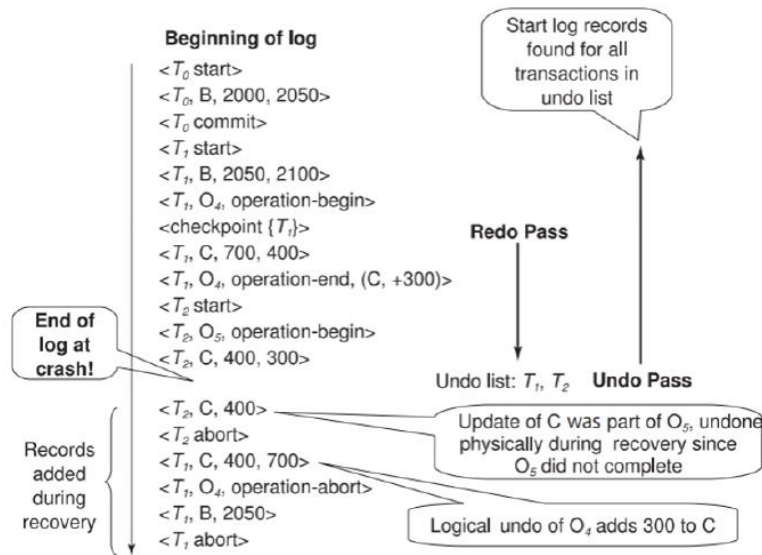 Beginning of log
<T0 start>
<T0, B, 2000, 2050>
<T0 commit>
<T1 start>
<T1, B, 2050, 2100>
<T1, O4, operation-begin>
<checkpoint {T1}>
<T1, C, 700, 400>
<T1, O4, operation-end, (C, +300)>
<T2 start>
<T2, O5, operation-begin>
<T2, C, 400, 300>
End of
log at
crash!
Start log records
found for all
transactions in
undo list
Redo Pass
Undo list: T1, T2
Undo Pass
Records
added
during
recovery
<T2, C, 400>
<T2 abort>
<T1, C, 400, 700>
<T1, O4, operation-abort>
<T1, B, 2050>
<T1 abort>
Update of C was part of O5, undone
physically during recovery since
O5 did not complete
Logical undo of O4 adds 300 to C